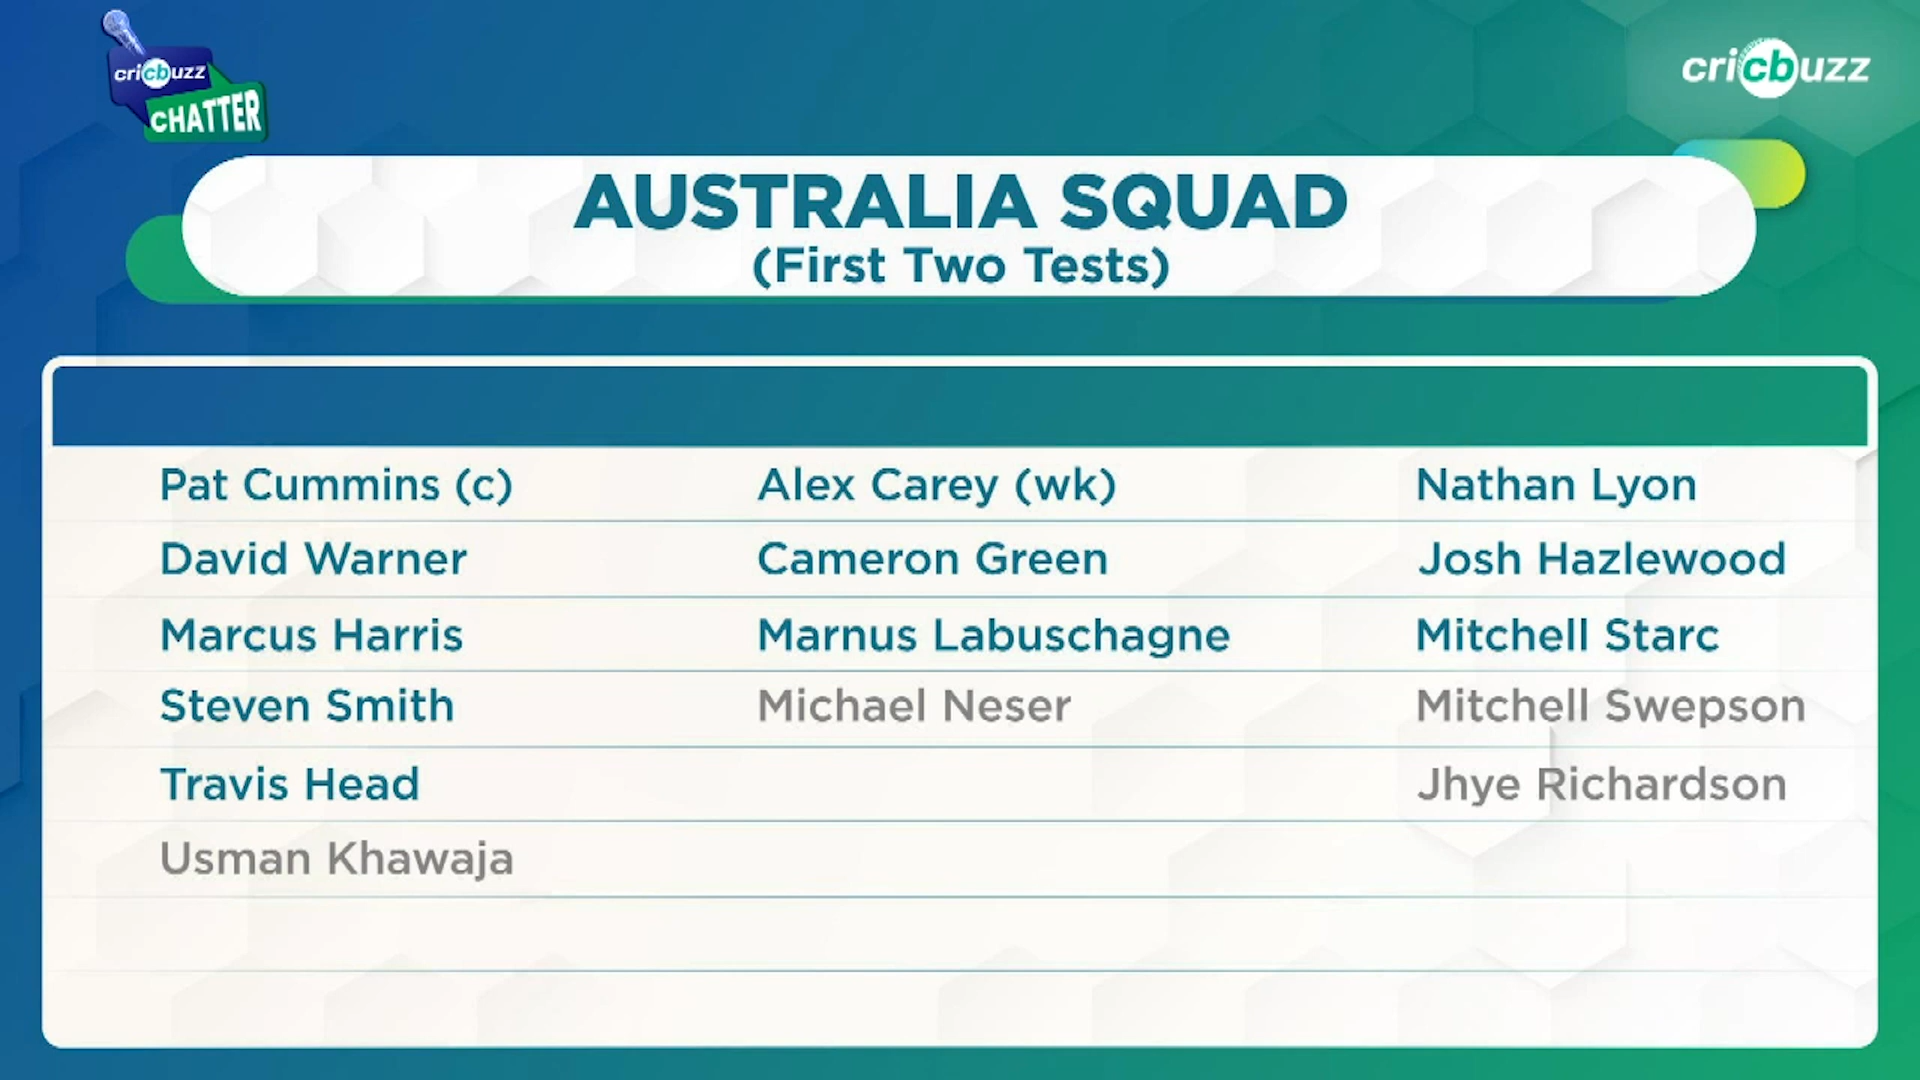 cricbuzz
CHATTER
cricbuzz
AUSTRALIA SQUAD
(First Two Tests)
Pat Cummins (c) Alex Carey (wk) Nathan Lyon
David Warner Cameron Green Josh Hazlewood
Marcus Harris Marnus Labuschagne Mitchell Starc
Steven Smith Michael Neser Mitchell Swepson
Travis Head Jhye Richardson
Usman Khawaja